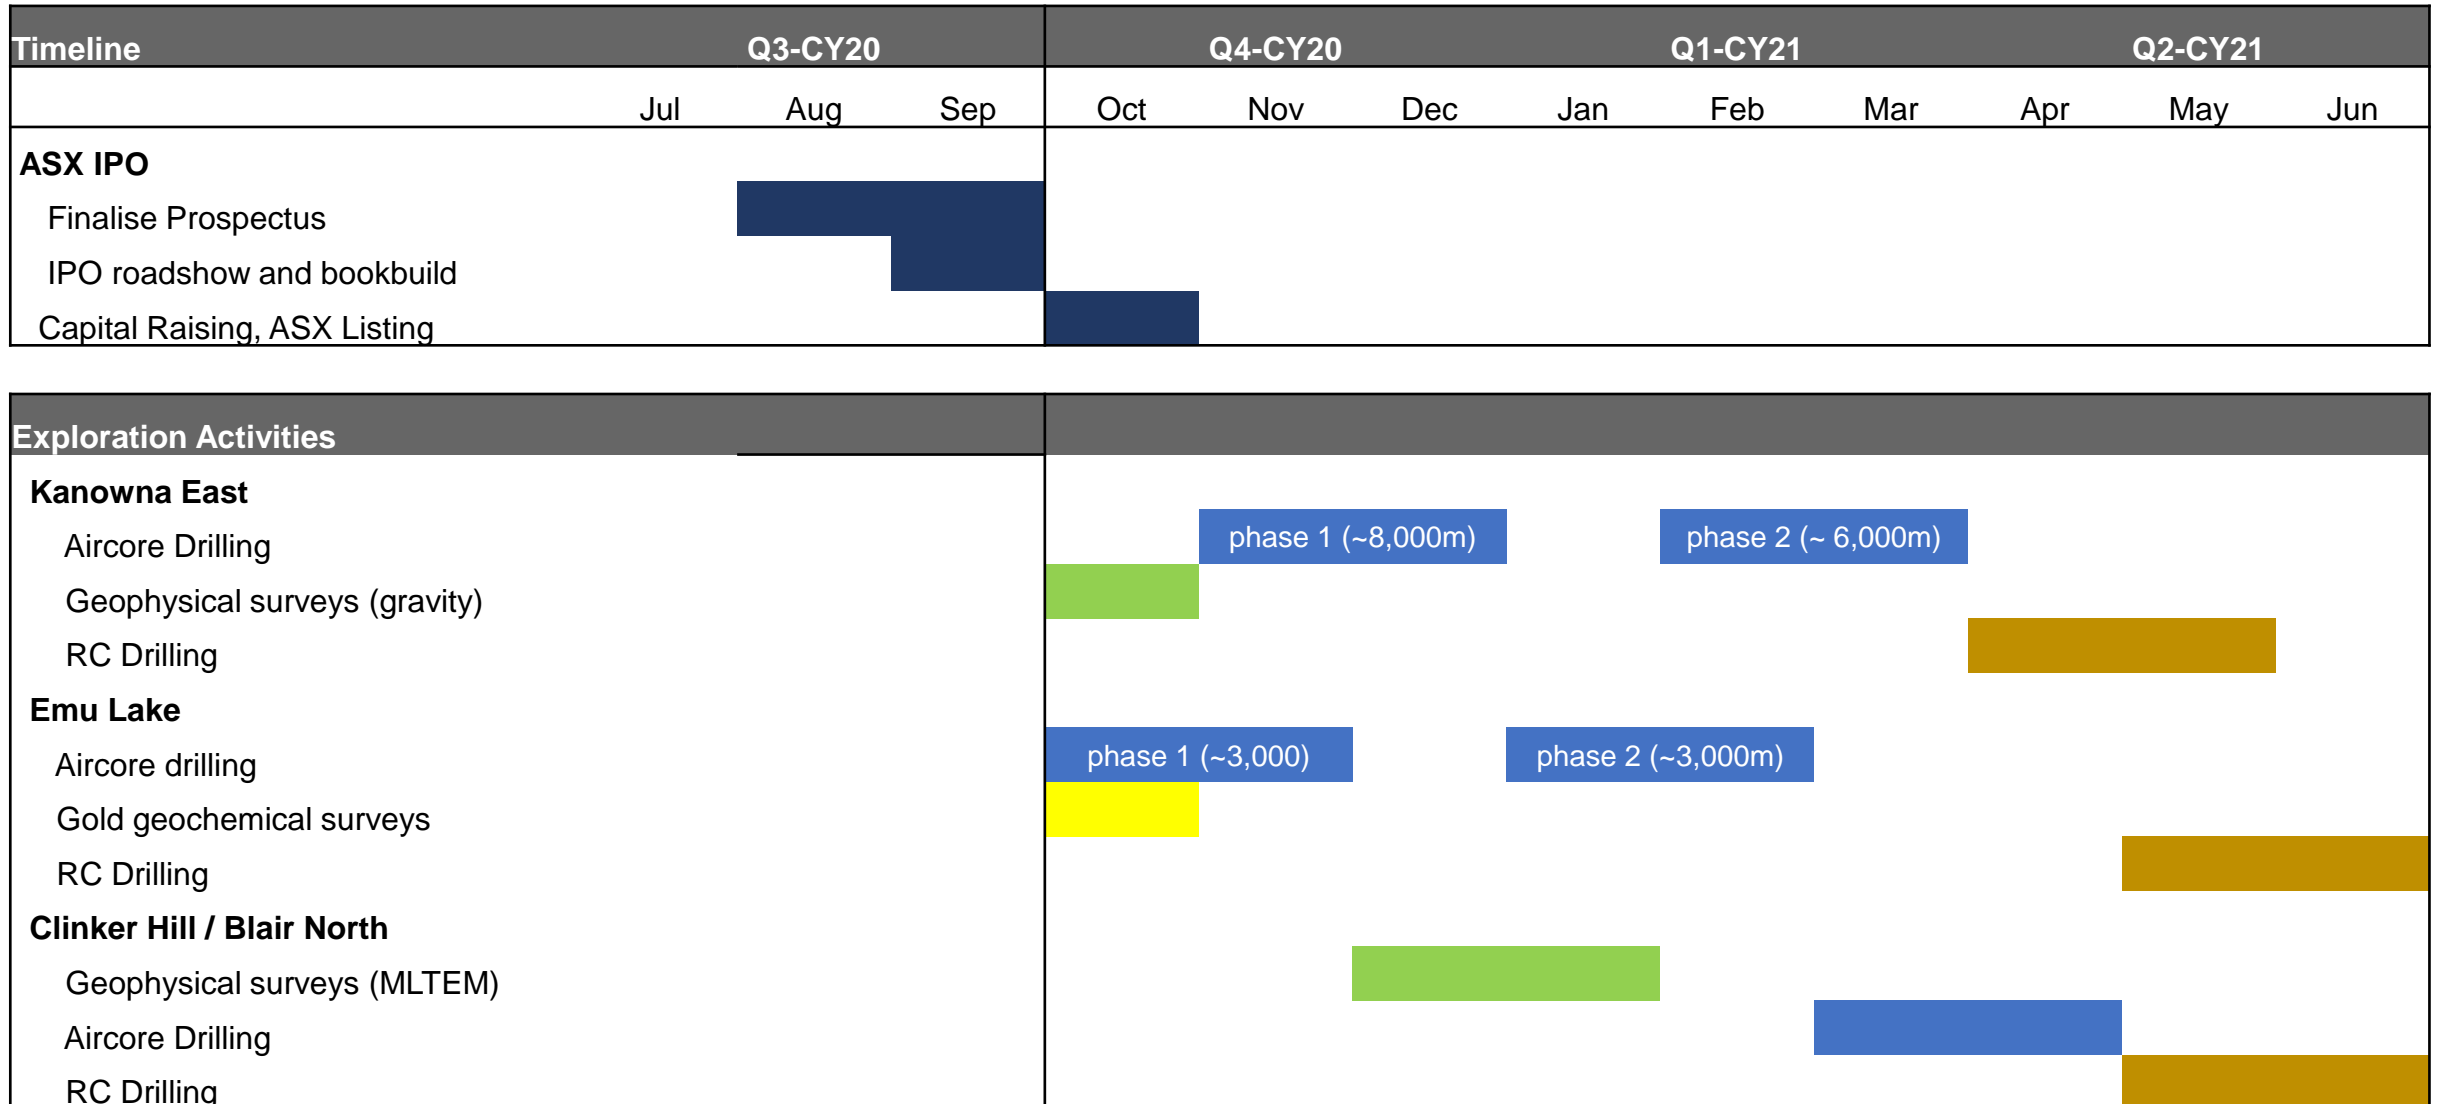 Timeline Q3-CY20 Q4-CY20 Q1-CY21 Q2-CY21
Jul Aug Sep Oct Nov Dec Jan Feb Mar Apr May Jun
ASX IPO
Finalise Prospectus
IPO roadshow and bookbuild
Capital Raising, ASX Listing
Exploration Activities
Kanowna East
Aircore Drilling phase 1 (~8,000m) phase 2 (~ 6,000m)
Geophysical surveys (gravity)
RC Drilling
Emu Lake
Aircore drilling phase 1 (~3,000) phase 2 (~3,000m)
Gold geochemical surveys
RC Drilling
Clinker Hill / Blair North
Geophysical surveys (MLTEM)
Aircore Drilling
RC Drilling